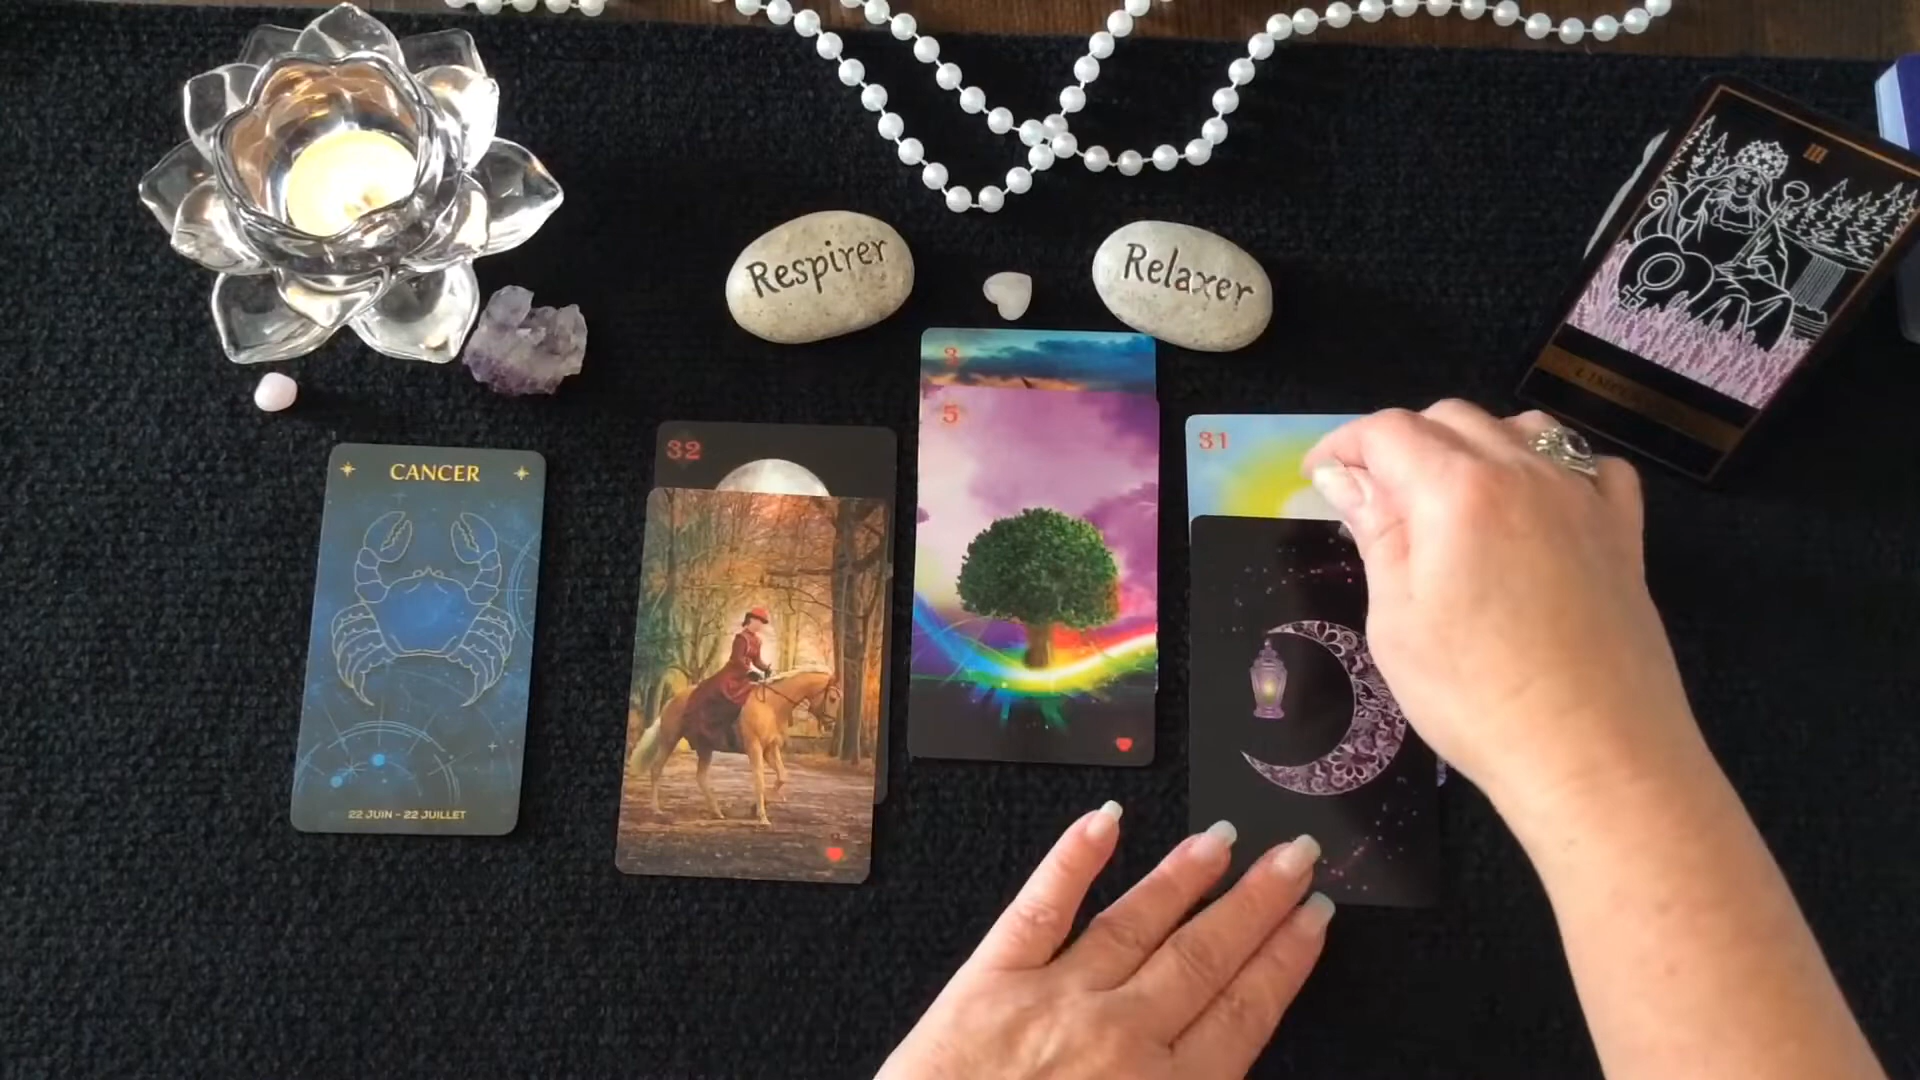 III
Respirer
Relaxer
3
5
31
32
CANCER
22 JUIN - 22 JUILLET